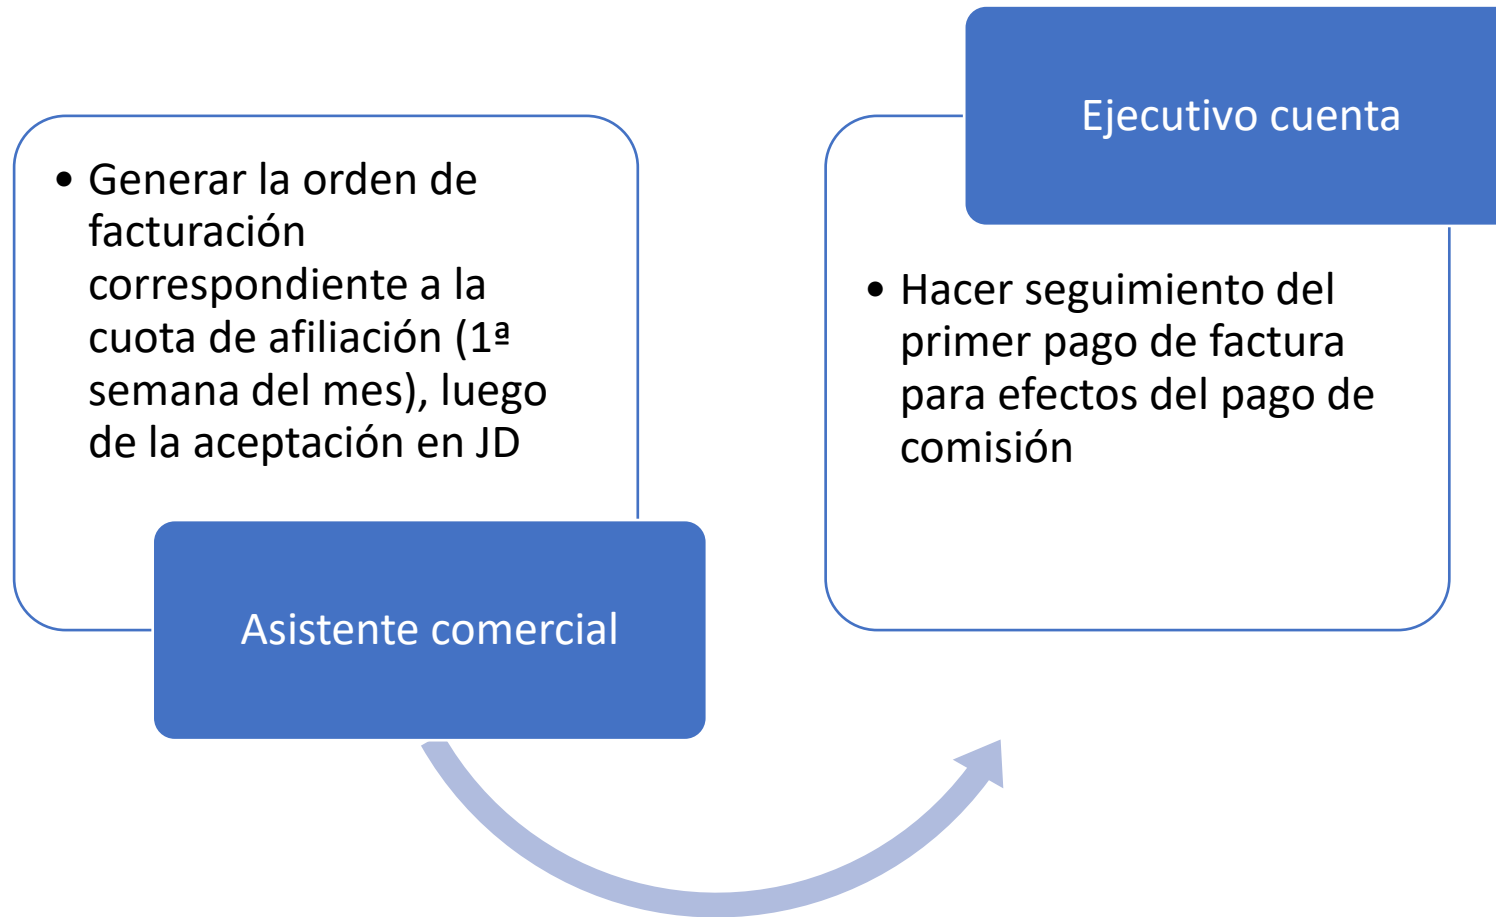 • Generar la orden de
facturación
correspondiente a la
cuota de afiliación (1ª
semana del mes), luego
de la aceptación en JD
Asistente comercial
Ejecutivo cuenta
• Hacer seguimiento del
primer pago de factura
para efectos del pago de
comisión